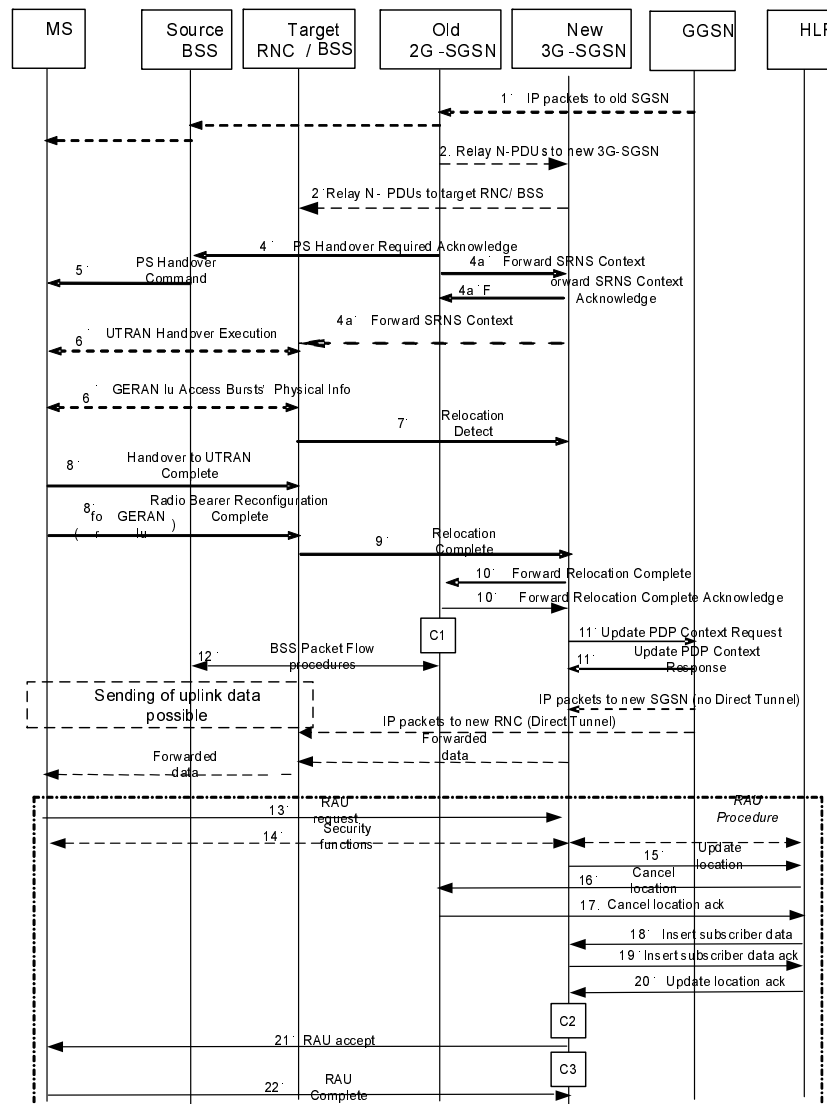 MS
Source
BSS
Target
RNC / BSS
Old
2G -SGSN
New
3G-SGSN
GGSN
HLR
1. IP packets to old SGSN
2. Relay N-PDUs to new 3G-SGSN
2. Relay N- PDUs to target RNC/ BSS
4. PS Handover Required Acknowledge
5. PS Handover
Command
4a. Forward SRNS Context
4a. F orward SRNS Context
Acknowledge
4a. Forward SRNS Context
6. UTRAN Handover Execution
6. GERAN Iu Access Bursts' Physical Info
7. Relocation
Detect
8. Handover to UTRAN
Complete
8. Radio Bearer Reconfiguration
Complete
(for GERAN Iu)
9. Relocation
Complete
10. Forward Relocation Complete
10. Forward Relocation Complete Acknowledge
C1
11. Update PDP Context Request
12. BSS Packet Flow
procedures
11. Update PDP Context
Response
Sending of uplink data
possible
IP packets to new SGSN (no Direct Tunnel)
IP packets to new RNC (Direct Tunnel)
Forwarded
data
Forwarded
data
13. RAU
request
RAU
Procedure
14. Security
functions
15. Update
location
16. Cancel
location
17. Cancel location ack
18. Insert subscriber data
19. Insert subscriber data ack
20. Update location ack
C2
21. RAU accept
C3
22. RAU
Complete